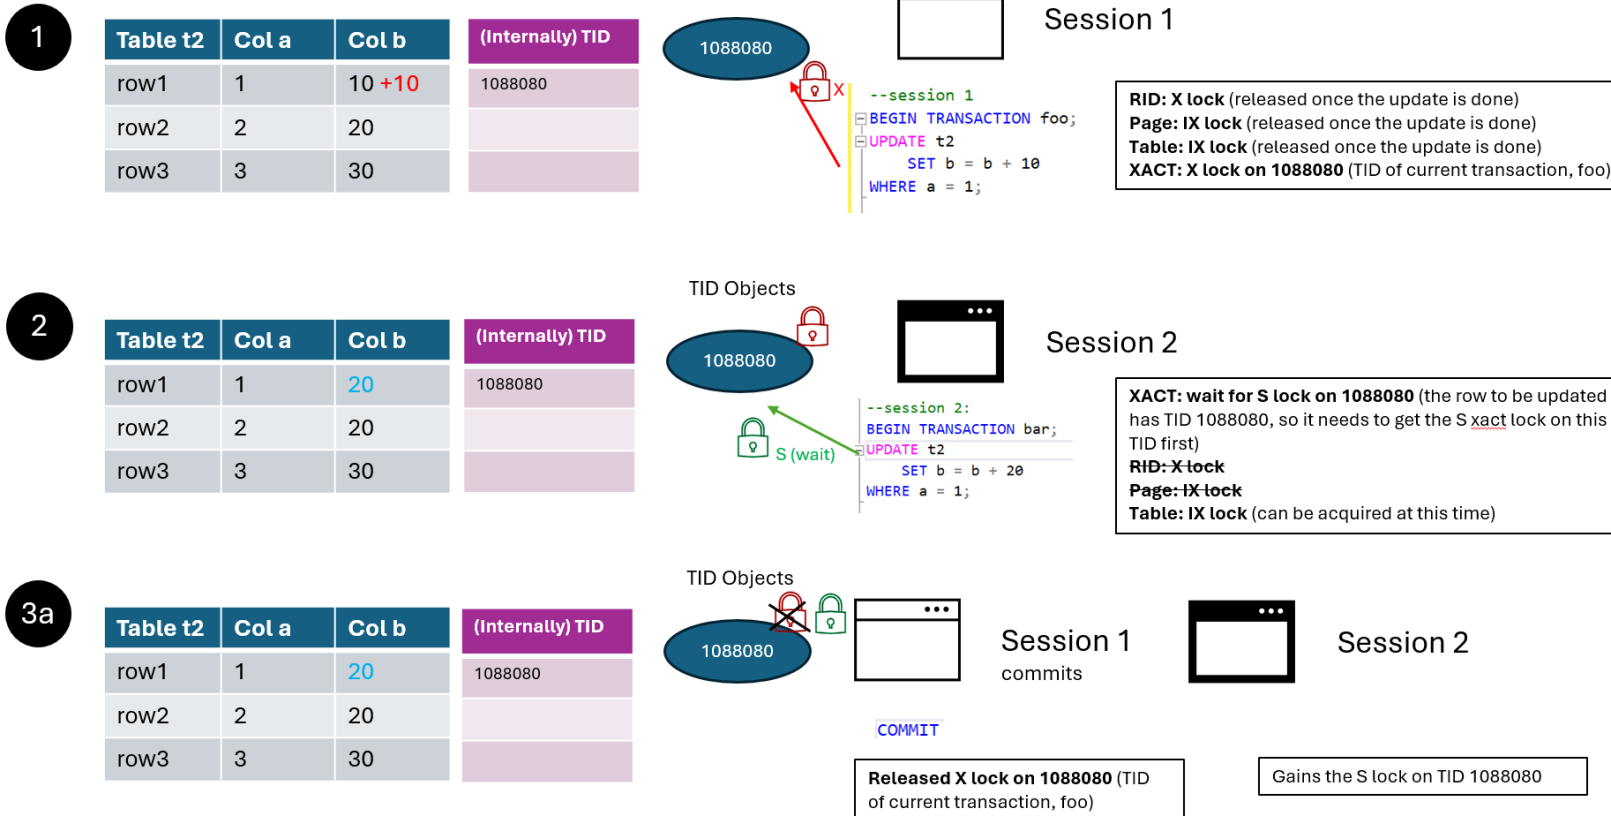 1
Table t2 Col a Col b (Internally) TID
row1 1 10 +10 1088080
row2 2 20
row3 3 30
1088080
X
Session 1
--session 1
BEGIN TRANSACTION foo;
UPDATE t2
SET b = b + 10
WHERE a = 1;
RID: X lock (released once the update is done)
Page: IX lock (released once the update is done)
Table: IX lock (released once the update is done)
XACT: X lock on 1088080 (TID of current transaction, foo)
2
Table t2 Col a Col b (Internally) TID
row1 1 20 1088080
row2 2 20
row3 3 30
TID Objects
1088080
S (wait)
Session 2
--session 2:
BEGIN TRANSACTION bar;
UPDATE t2
SET b = b + 20
WHERE a = 1;
XACT: wait for S lock on 1088080 (the row to be updated
has TID 1088080, so it needs to get the S xact lock on this
TID first)
RID: X lock
Page: IX lock
Table: IX lock (can be acquired at this time)
3a
Table t2 Col a Col b (Internally) TID
row1 1 20 1088080
row2 2 20
row3 3 30
TID Objects
1088080
Session 1
commits
COMMIT
Released X lock on 1088080 (TID
of current transaction, foo)
Session 2
Gains the S lock on TID 1088080